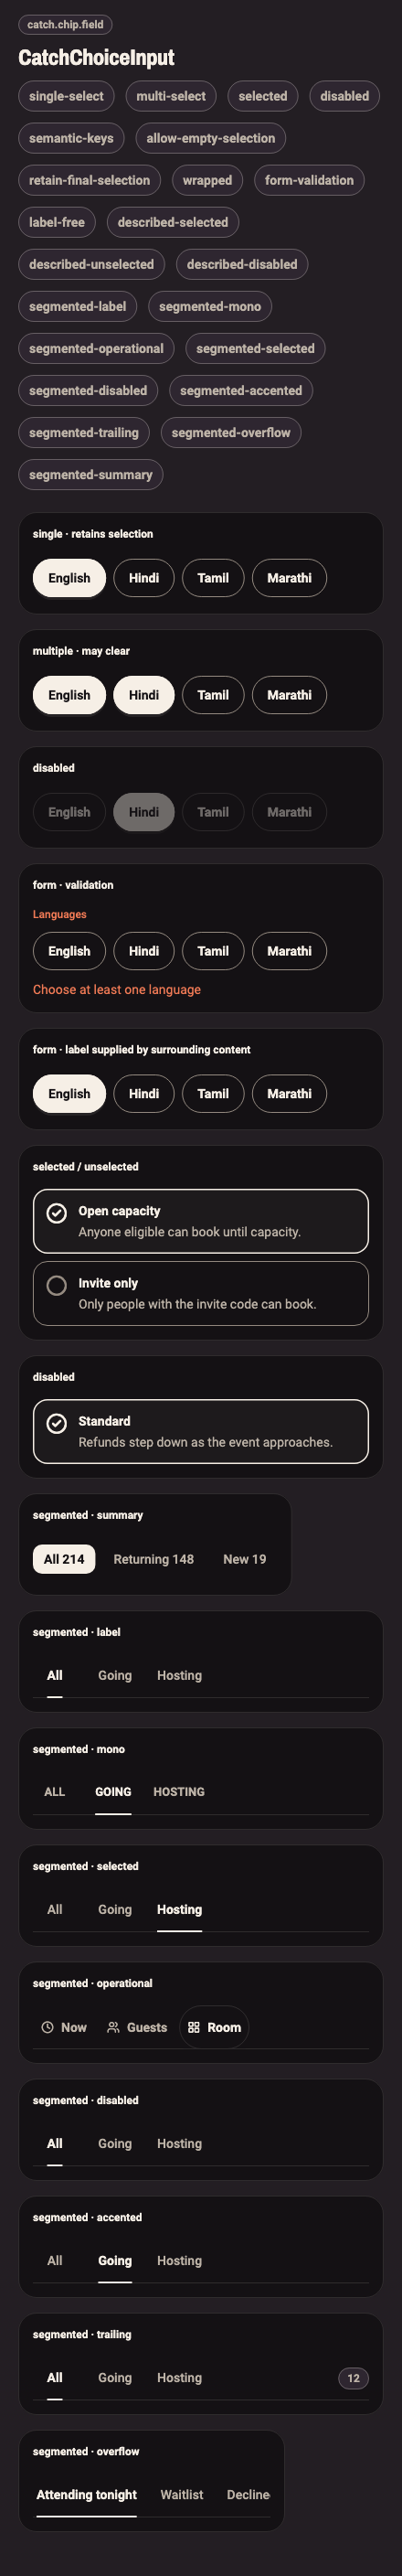 catch.chip.field
CatchChoiceInput
single-select multi-select selected disabled
semantic-keys allow-empty-selection
retain-final-selection wrapped form-validation
label-free described-selected
described-unselected described-disabled
segmented-label segmented-mono
segmented-operational segmented-selected
segmented-disabled segmented-accented
segmented-trailing segmented-overflow
segmented-summary
single · retains selection
English Hindi Tamil Marathi
multiple · may clear
English Hindi Tamil Marathi
disabled
English Hindi Tamil Marathi
form · validation
Languages
English Hindi Tamil Marathi
Choose at least one language
form · label supplied by surrounding content
English Hindi Tamil Marathi
selected / unselected
Open capacity
Anyone eligible can book until capacity.
Invite only
Only people with the invite code can book.
disabled
Standard
Refunds step down as the event approaches.
segmented · summary
All 214 Returning 148 New 19
segmented · label
All Going Hosting
segmented · mono
ALL GOING HOSTING
segmented · selected
All Going Hosting
segmented · operational
Now Guests Room
segmented · disabled
All Going Hosting
segmented · accented
All Going Hosting
segmented · trailing
All Going Hosting 12
segmented · overflow
Attending tonight Waitlist Decline